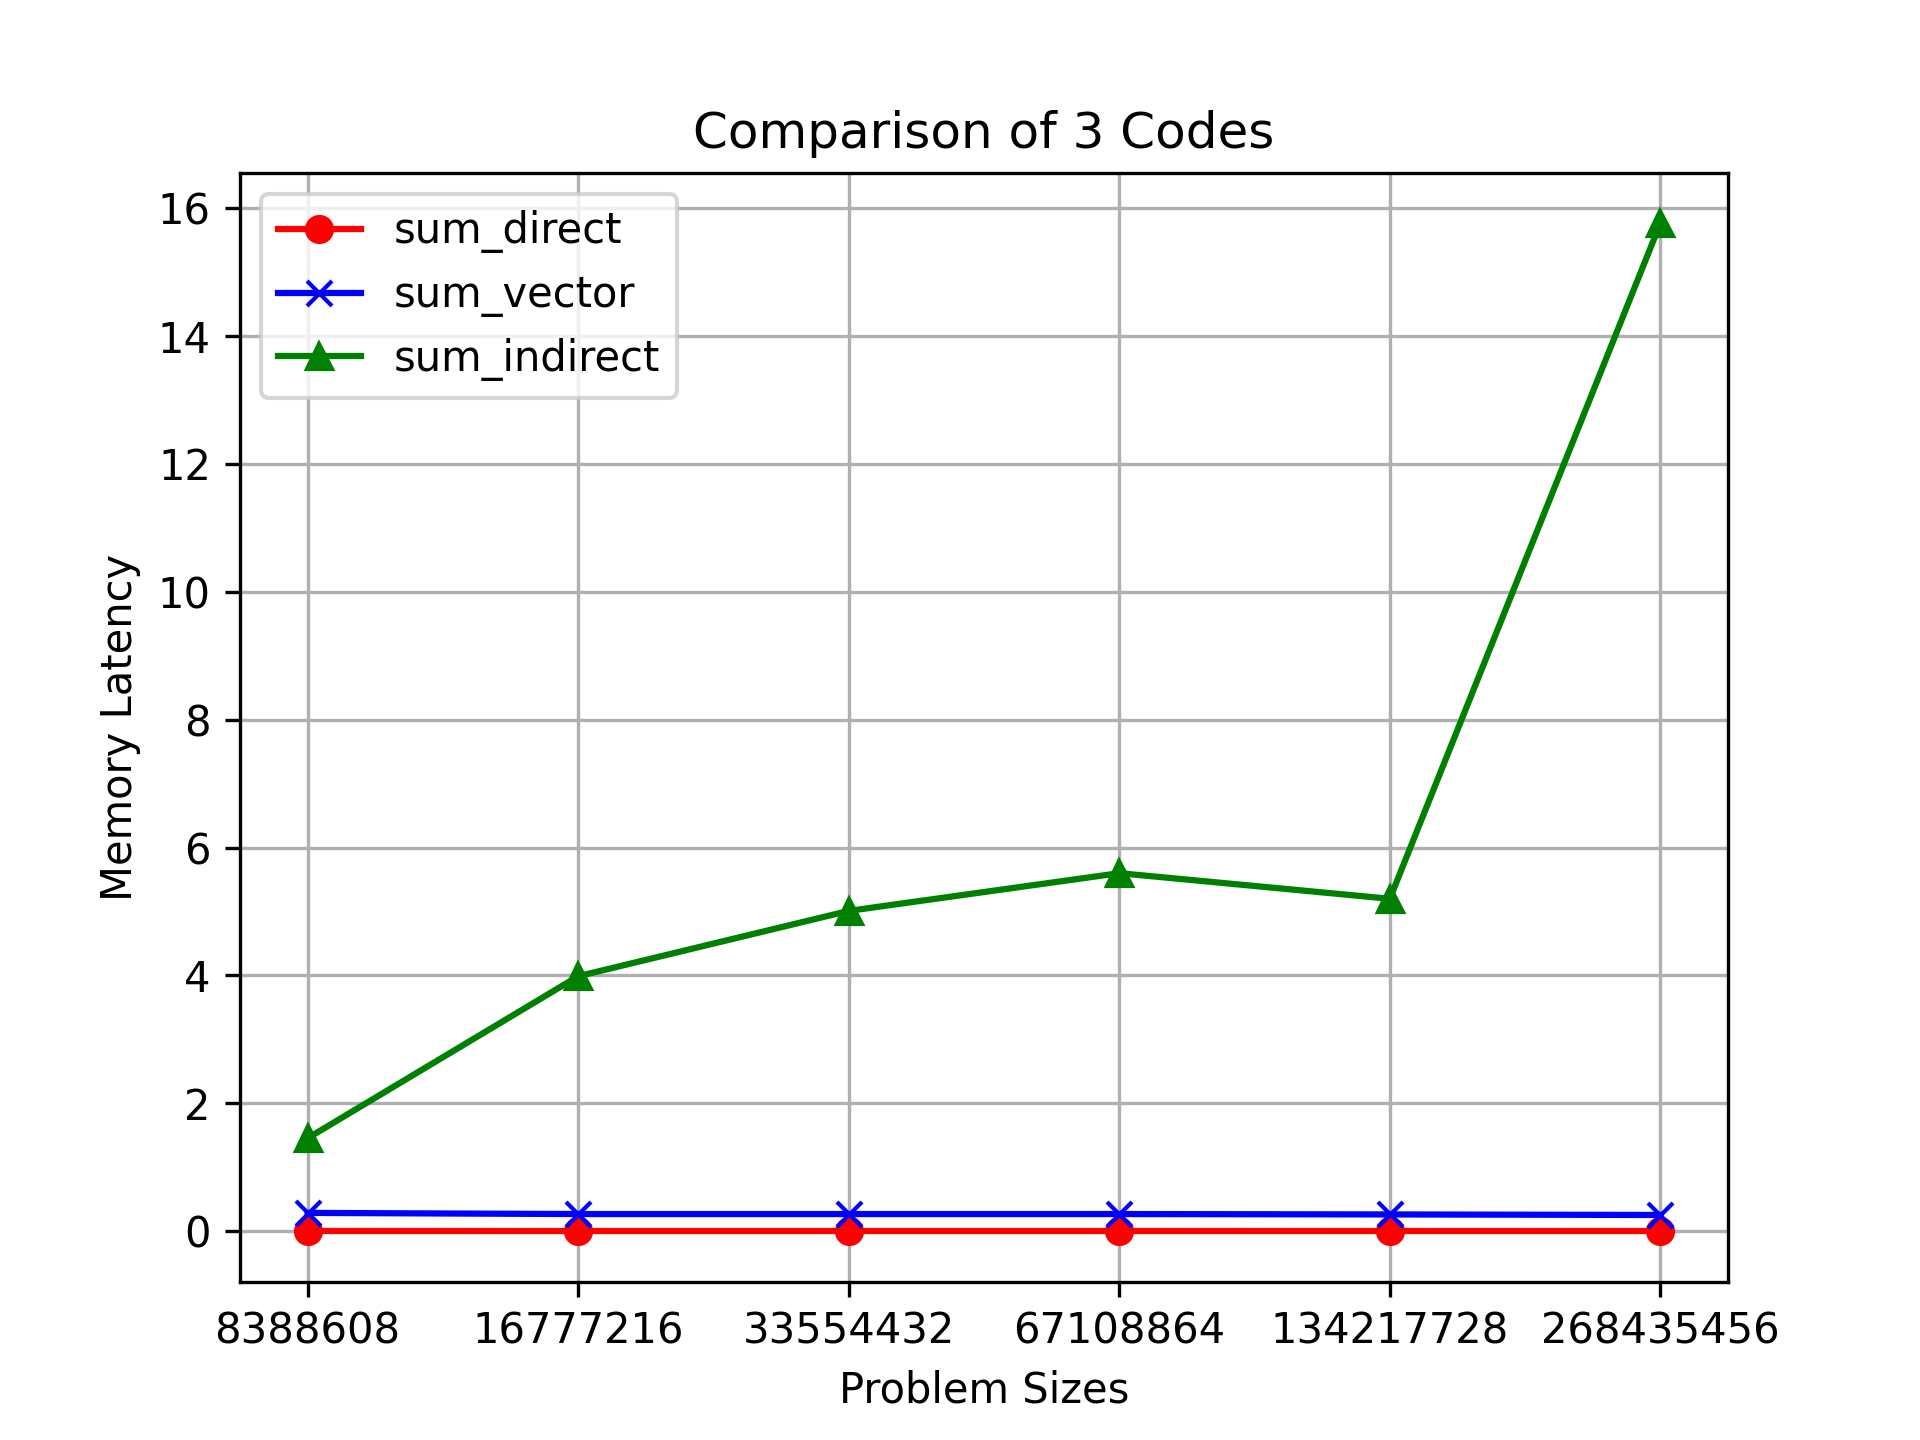 Comparison of 3 Codes
sum_direct
sum_vector
sum_indirect
Memory Latency
16
14
12
10
8
6
4
2
0
8388608 16777216 33554432 67108864 134217728 268435456
Problem Sizes